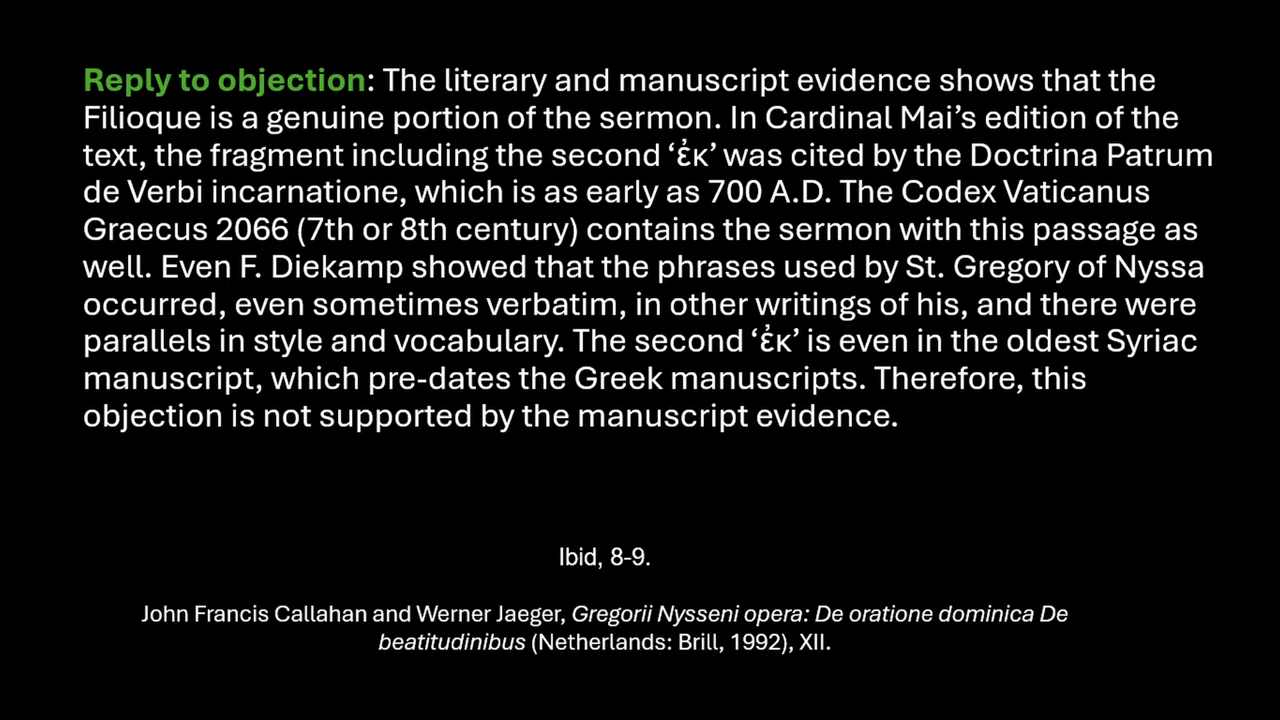 Reply to objection: The literary and manuscript evidence shows that the
Filioque is a genuine portion of the sermon. In Cardinal Mai’s edition of the
text, the fragment including the second ‘ἐκ’ was cited by the Doctrina Patrum
de Verbi incarnatione, which is as early as 700 A.D. The Codex Vaticanus
Graecus 2066 (7th or 8th century) contains the sermon with this passage as
well. Even F. Diekamp showed that the phrases used by St. Gregory of Nyssa
occurred, even sometimes verbatim, in other writings of his, and there were
parallels in style and vocabulary. The second ‘ἐκ’ is even in the oldest Syriac
manuscript, which pre-dates the Greek manuscripts. Therefore, this
objection is not supported by the manuscript evidence.
Ibid, 8-9.
John Francis Callahan and Werner Jaeger, Gregorii Nysseni opera: De oratione dominica De
beatitudinibus (Netherlands: Brill, 1992), XII.